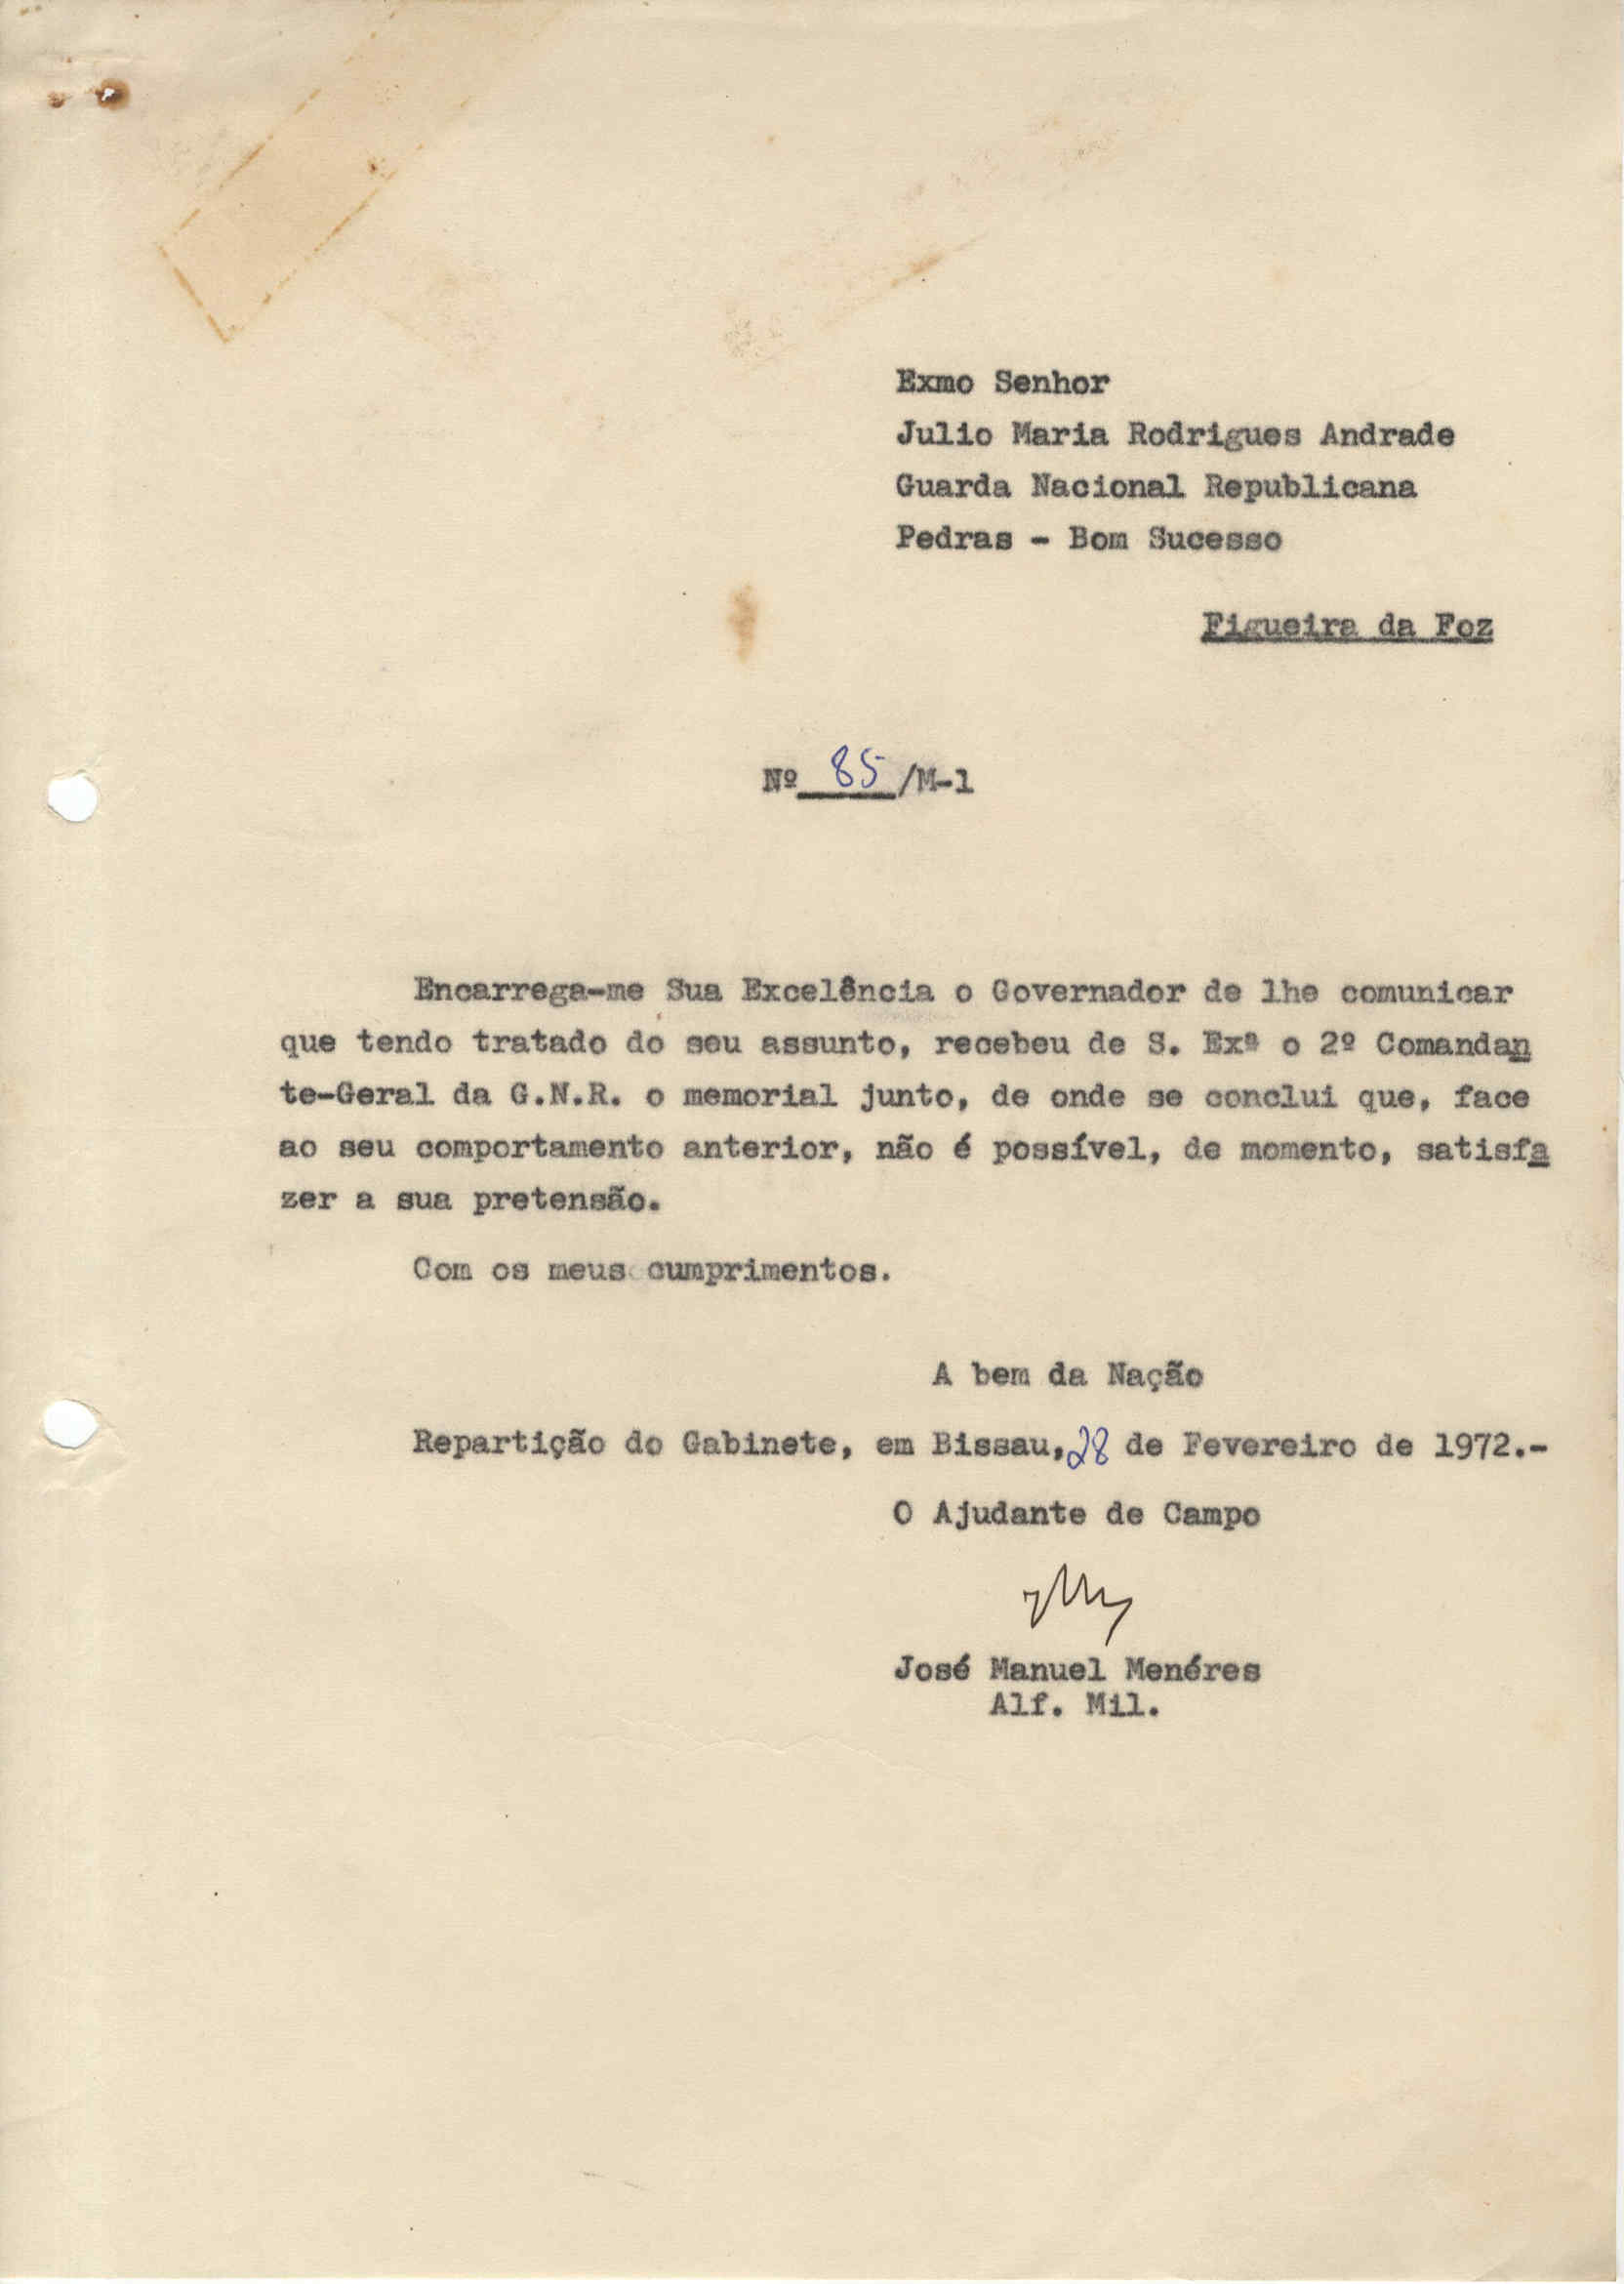 Exmo Senhor
Julio Maria Rodrigues Andrade
Guarda Nacional Republicana
Pedras - Bom Sucesso
Figueira da Foz
Nº 85/M-1
Encarrega-me Sua Excelência o Governador de lhe comunicar
que tendo tratado do seu assunto, recebeu de S. Exª o 2º Comandan
te-Geral da G.N.R. o memorial junto, de onde se conclui que, face
ao seu comportamento anterior, não é possível, de momento, satisfa
zer a sua pretensão.
Com os meus cumprimentos.
A bem da Nação
Repartição do Gabinete, em Bissau, 28 de Fevereiro de 1972.-
O Ajudante de Campo
José Manuel Menéres
Alf. Mil.